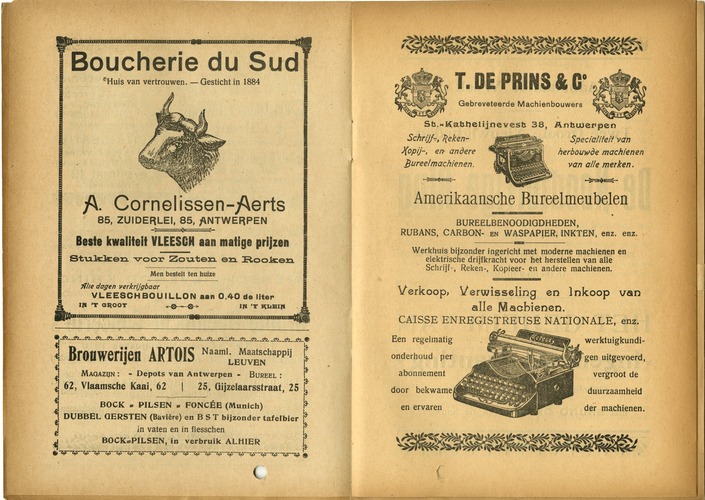 Boucherie du Sud
Huis van vertrouwen. — Gesticht in 1884
A. Cornelissen-Aerts
85, ZUIDERLEI, 85, ANTWERPEN
Beste kwaliteit VLEESCH aan matige prijzen
Stukken voor Zouten en Rooken
Men bestelt ten huize
Alle dagen verkrijgbaar
VLEESCHBOUILLON aan 0.40 de liter
IN 'T GROOT IN 'T KLEIN
Brouwerijen ARTOIS Naaml. Maatschappij
LEUVEN
MAGAZIJN : - Depots van Antwerpen - BUREEL :
62, Vlaamsche Kaai, 62 | 25, Gijzelaarsstraat, 25
BOCK - PILSEN - FONCÉE (Munich)
DUBBEL GERSTEN (Bavière) en BST bijzonder tafelbier
in vaten en in flesschen
BOCK-PILSEN, in verbruik ALHIER
T. DE PRINS & Cº
Gebreveteerde Machienbouwers
St.-Kathelijnevest 38, Antwerpen
Schrijf-, Reken-
Kopij-, en andere
Bureelmachienen.
Specialiteit van
herbouwde machienen
van alle merken.
Amerikaansche Bureelmeubelen
BUREELBENOODIGDHEDEN,
RUBANS, CARBON- EN WASPAPIER, INKTEN, enz. enz.
Werkhuis bijzonder ingericht met moderne machienen en
elektrische drijfkracht voor het herstellen van alle
Schrijf-, Reken-, Kopieer- en andere machienen.
Verkoop, Verwisseling en Inkoop van
alle Machienen.
CAISSE ENREGISTREUSE NATIONALE, enz.
Een regelmatig
onderhoud per
abonnement
door bekwame
en ervaren
werktuigkundi-
gen uitgevoerd,
vergroot de
duurzaamheid
der machienen.